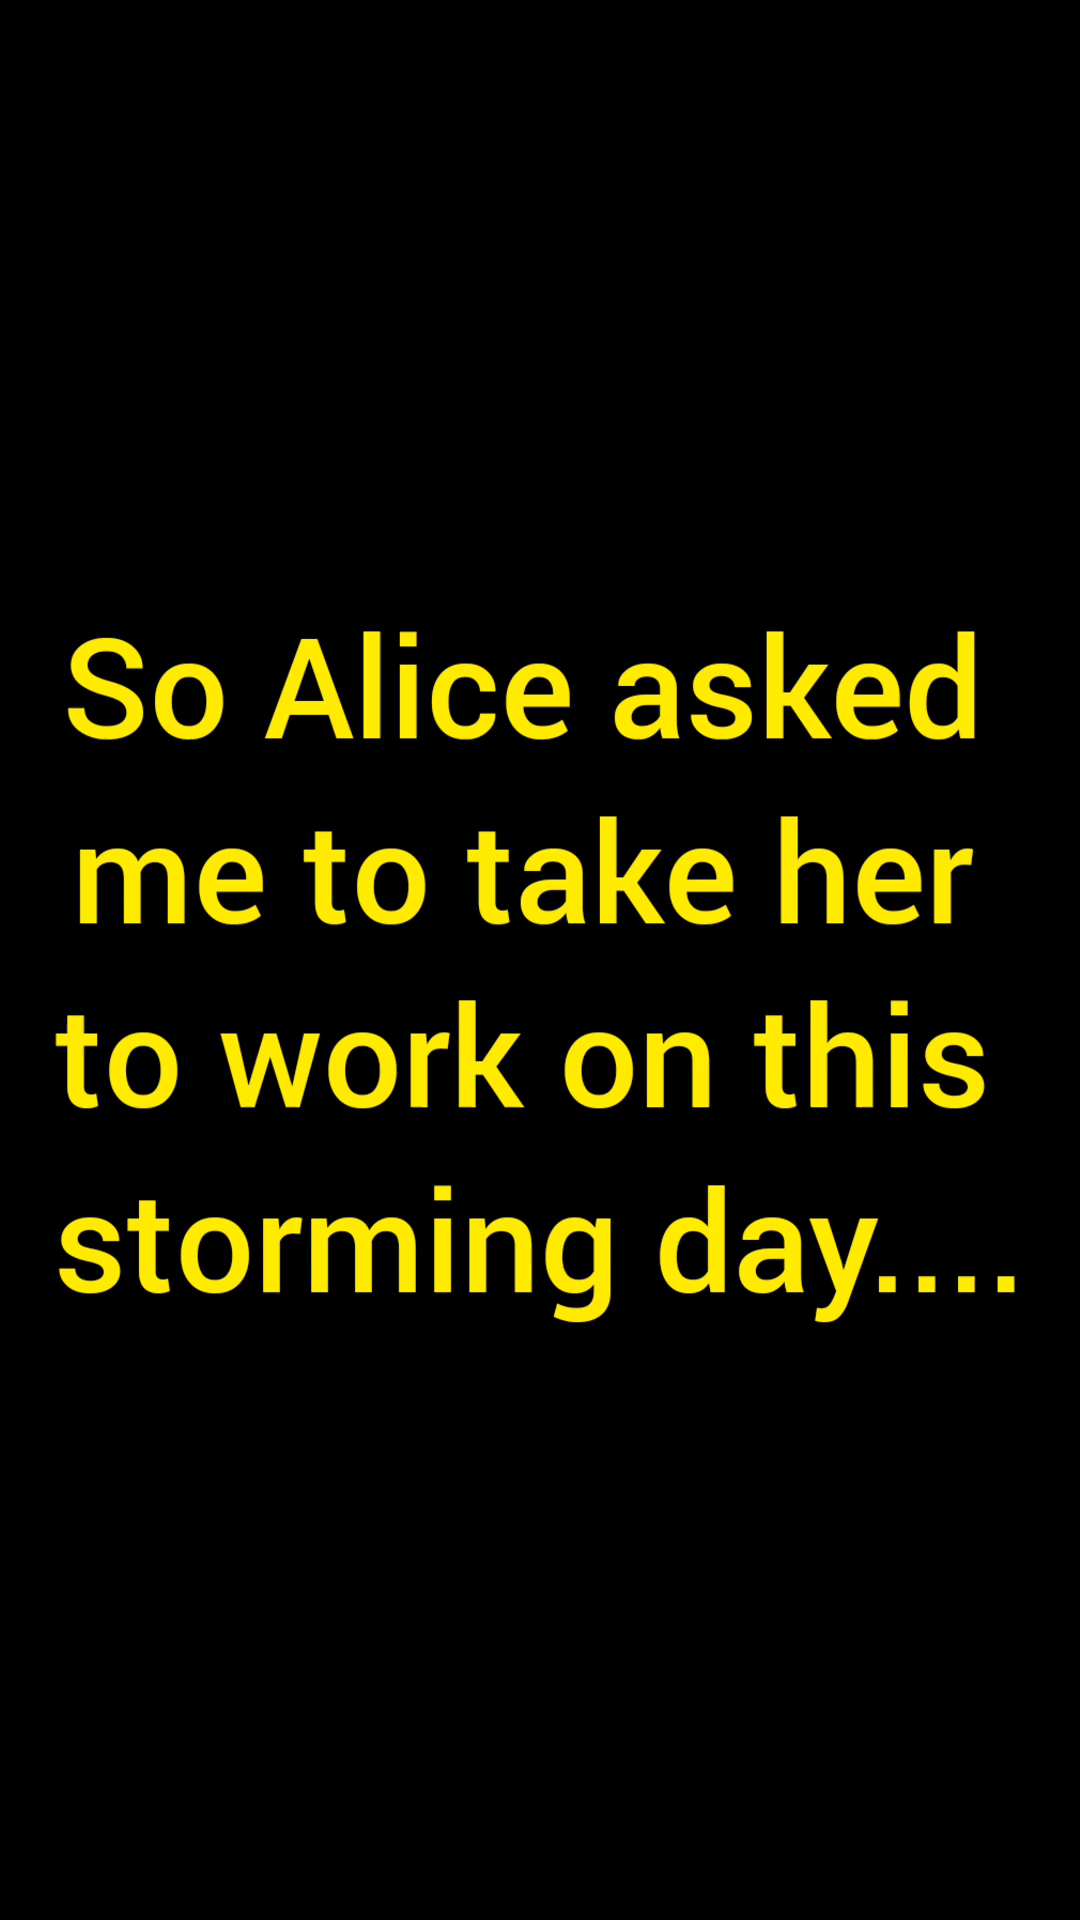 So Alice asked
me to take her
to work on this
storming day....